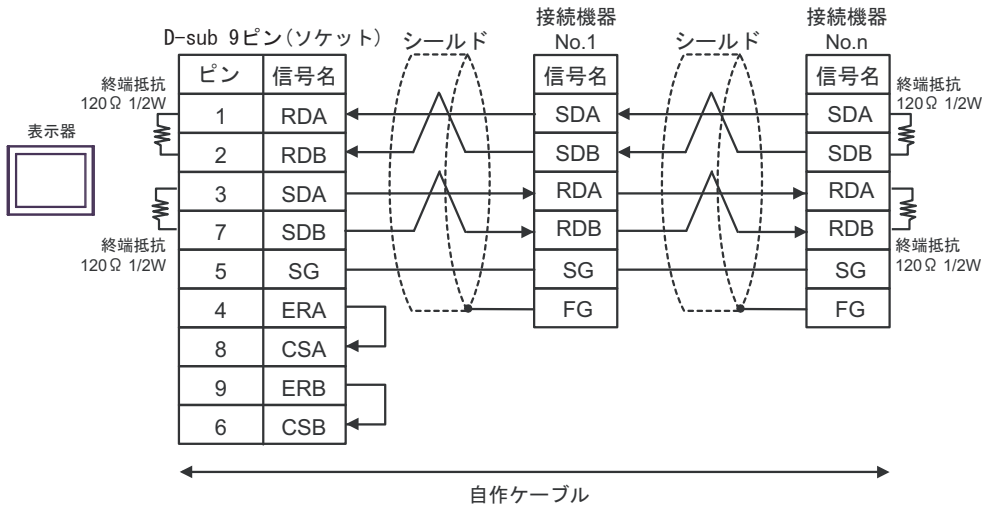 接続機器
接続機器
D-sub 9ピン(ソケット)
シールド
No.1
シールド
No.n
ピン
信号名
信号名
信号名
終端抵抗
120Ω 1/2W
終端抵抗
120Ω 1/2W
表示器
1
RDA
SDA
SDA
2
RDB
SDB
SDB
3
SDA
RDA
RDA
7
SDB
RDB
RDB
終端抵抗
120Ω 1/2W
終端抵抗
120Ω 1/2W
5
SG
SG
SG
4
ERA
FG
FG
8
CSA
9
ERB
6
CSB
自作ケーブル